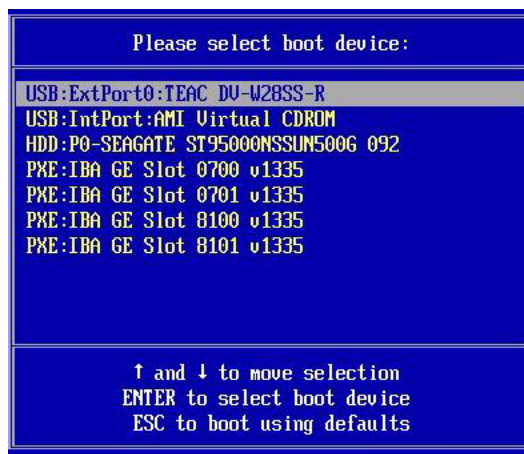 Please select boot device:
USB:ExtPort0:TEAC DV-W28SS-R
USB:IntPort:AMI Virtual CDROM
HDD:P0-SEAGATE ST95000NSSUN500G 092
PXE:IBA GE Slot 0700 v1335
PXE:IBA GE Slot 0701 v1335
PXE:IBA GE Slot 8100 v1335
PXE:IBA GE Slot 8101 v1335
↑ and ↓ to move selection
ENTER to select boot device
ESC to boot using defaults